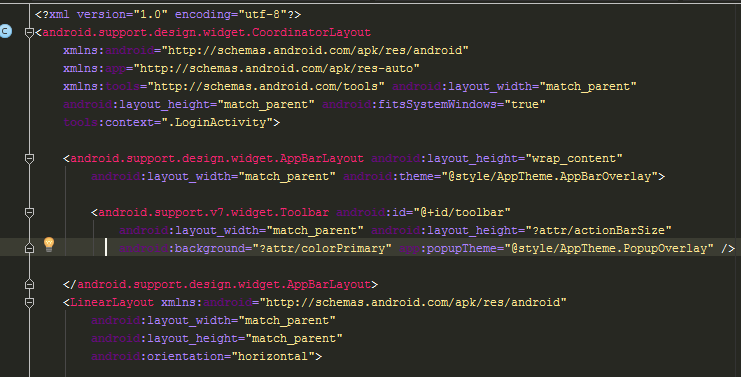 <?xml version="1.0" encoding="utf-8"?>
<android.support.design.widget.CoordinatorLayout
xmlns:android="http://schemas.android.com/apk/res/android"
xmlns:app="http://schemas.android.com/apk/res-auto"
xmlns:tools="http://schemas.android.com/tools" android:layout_width="match_parent"
android:layout_height="match_parent" android:fitsSystemWindows="true"
tools:context=".LoginActivity">
<android.support.design.widget.AppBarLayout android:layout_height="wrap_content"
android:layout_width="match_parent" android:theme="@style/AppTheme.AppBarOverlay">
<android.support.v7.widget.Toolbar android:id="@+id/toolbar"
android:layout_width="match_parent" android:layout_height="?attr/actionBarSize"
android:background="?attr/colorPrimary" app:popupTheme="@style/AppTheme.PopupOverlay" />
</android.support.design.widget.AppBarLayout>
<LinearLayout xmlns:android="http://schemas.android.com/apk/res/android"
android:layout_width="match_parent"
android:layout_height="match_parent"
android:orientation="horizontal">